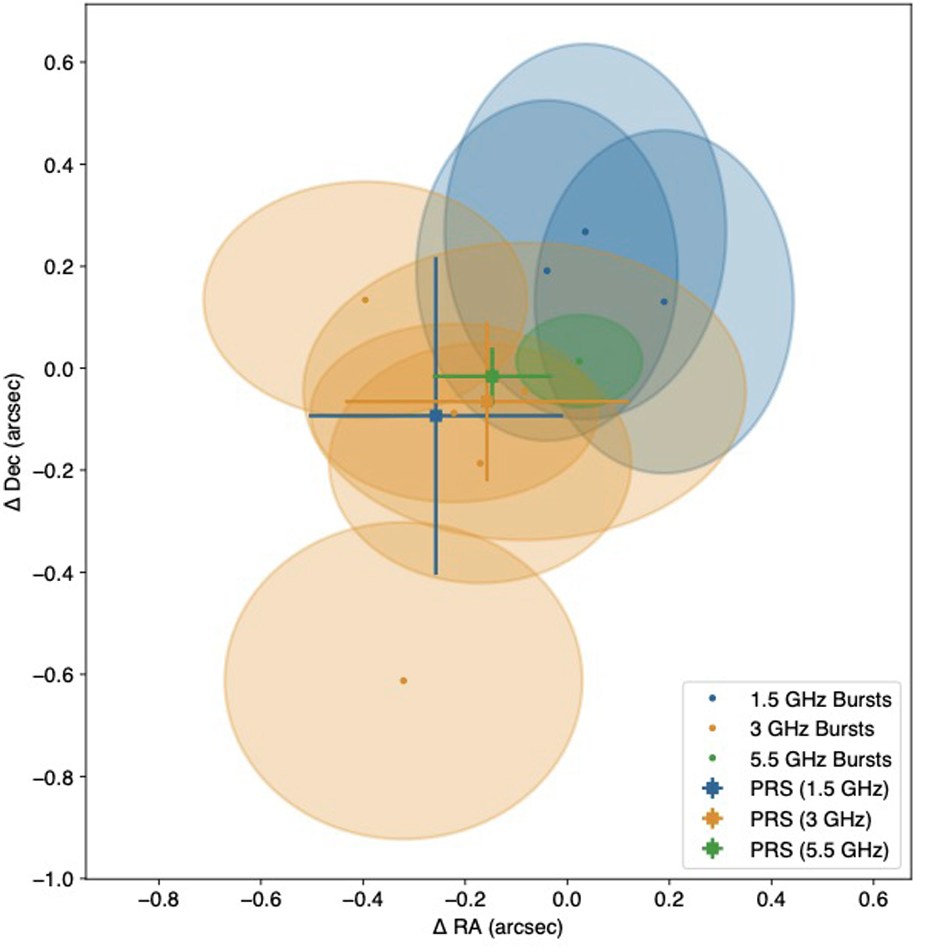 0.6
0.4
0.2
0.0
−0.2
−0.4
−0.6
−0.8
−1.0
Δ Dec (arcsec)
1.5 GHz Bursts
3 GHz Bursts
5.5 GHz Bursts
PRS (1.5 GHz)
PRS (3 GHz)
PRS (5.5 GHz)
−0.8 −0.6 −0.4 −0.2 0.0 0.2 0.4 0.6
Δ RA (arcsec)